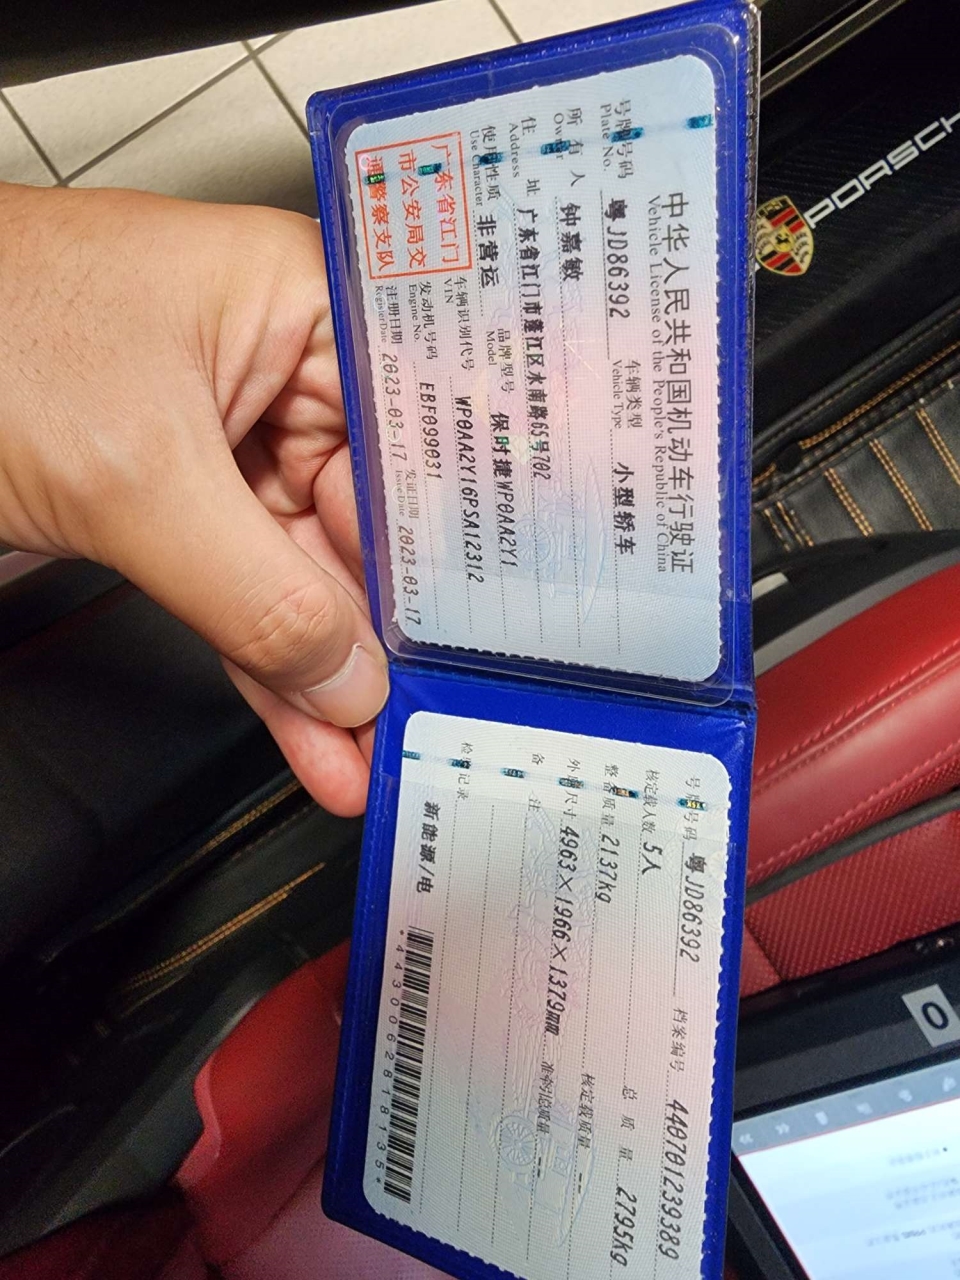 中华人民共和国机动车行驶证
Vehicle License of the People's Republic of China
号牌号码 粤JD86392 车辆类型 小型轿车
Plate No. Vehicle Type
所有人 钟嘉敏
Owner
住址 广东省江门市蓬江区水南路65号702
Address
使用性质 非营运 品牌型号 保时捷WP0AA2Y1
Use Character Model
广东省江门
市公安局交
通警察支队
车辆识别代号 WP0AA2Y16PSA12312
VIN
发动机号码 EBF099031
Engine No.
注册日期 2023-03-17 发证日期 2023-03-17
Register Date Issue Date
号牌号码 粤JD86392 档案编号 440701239389
核定载人数 5人 总质量 2795kg
整备质量 2137kg 核定载质量 --
外廓尺寸 4963×1966×1379mm 准牵引总质量 --
备注
检验记录
新能源/电
*4430062818135*
PORSCH
0